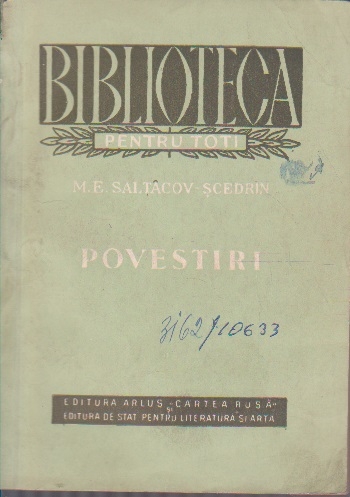 BIBLIOTECA
PENTRU TOȚI
M. E. SALTÂCOV-ȘCEDRIN
POVESTIRI
3162/10633
EDITURA ARLUS „CARTEA RUSĂ"
ȘI
EDITURA DE STAT PENTRU LITERATURĂ ȘI ARTĂ